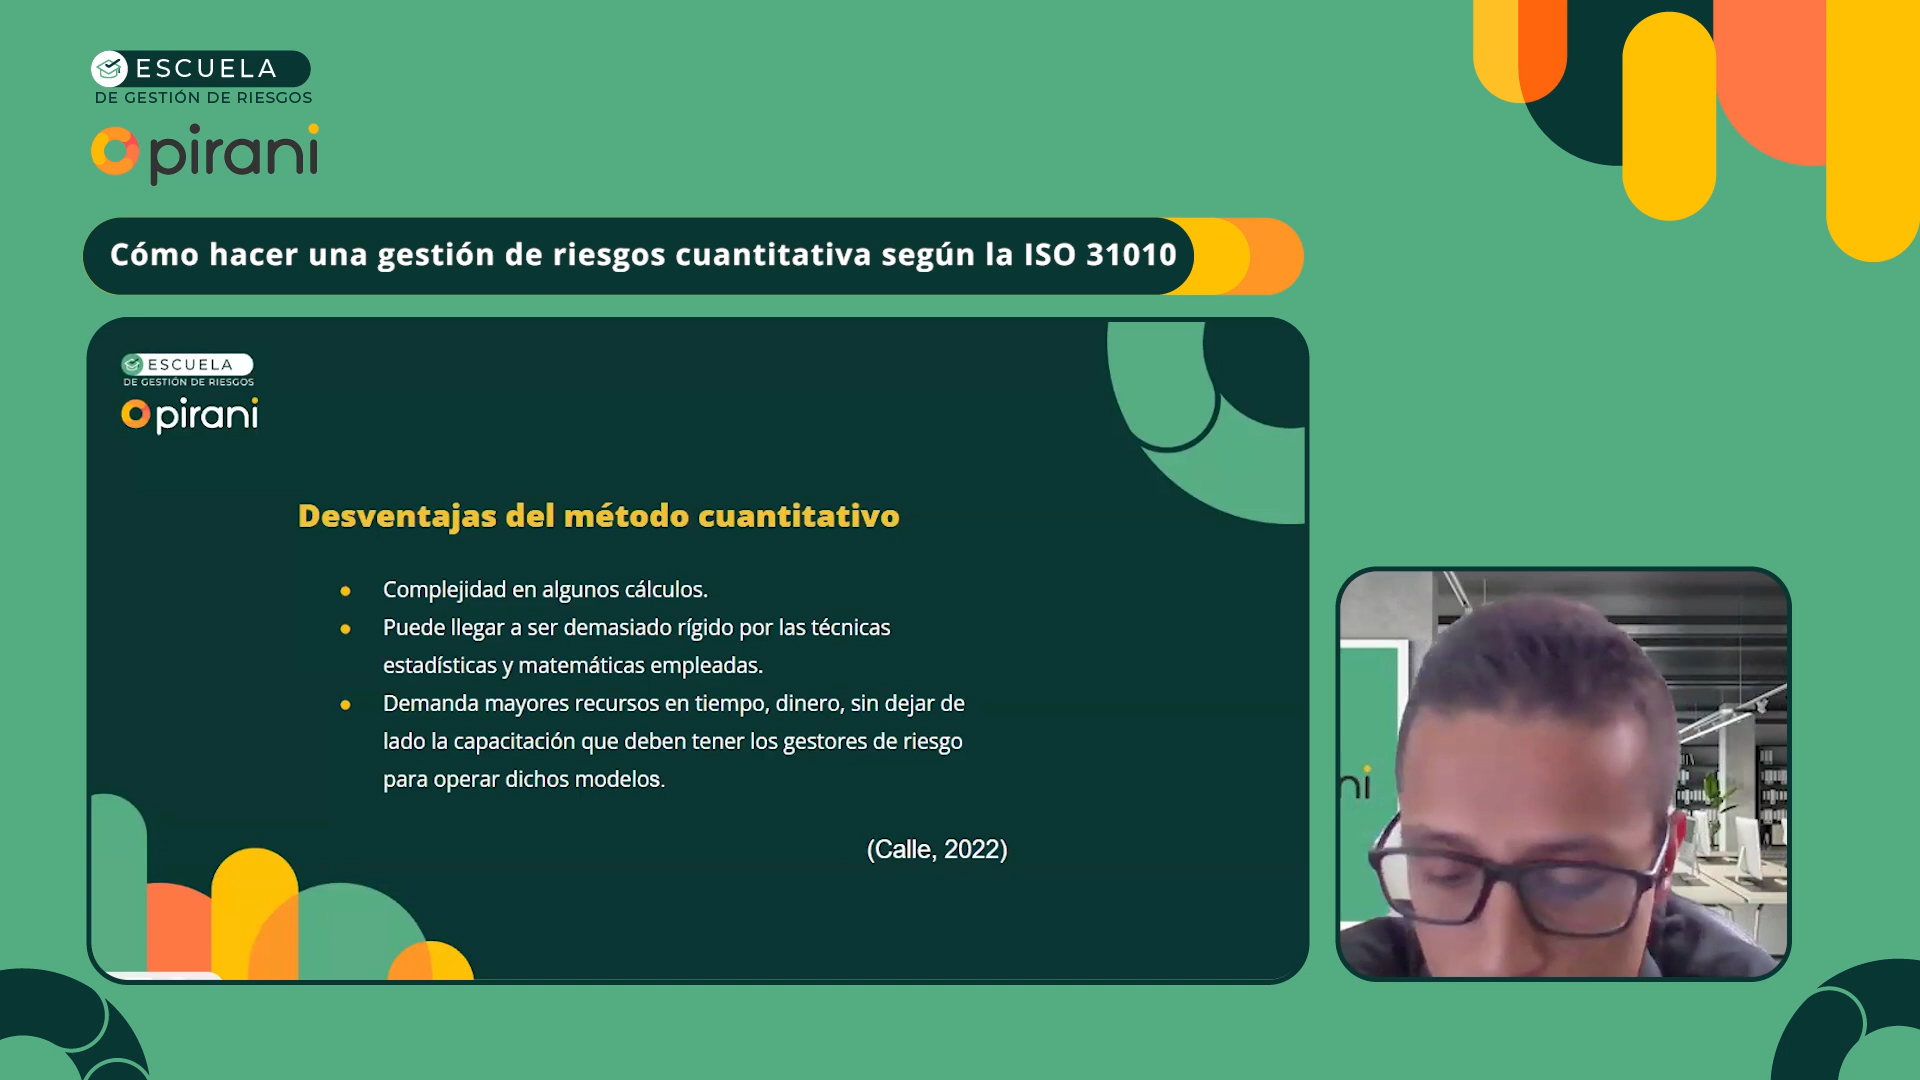 ESCUELA
DE GESTIÓN DE RIESGOS
pirani
Cómo hacer una gestión de riesgos cuantitativa según la ISO 31010
ESCUELA
DE GESTIÓN DE RIESGOS
pirani
Desventajas del método cuantitativo
● Complejidad en algunos cálculos.
● Puede llegar a ser demasiado rígido por las técnicas
estadísticas y matemáticas empleadas.
● Demanda mayores recursos en tiempo, dinero, sin dejar de
lado la capacitación que deben tener los gestores de riesgo
para operar dichos modelos.
(Calle, 2022)
ni